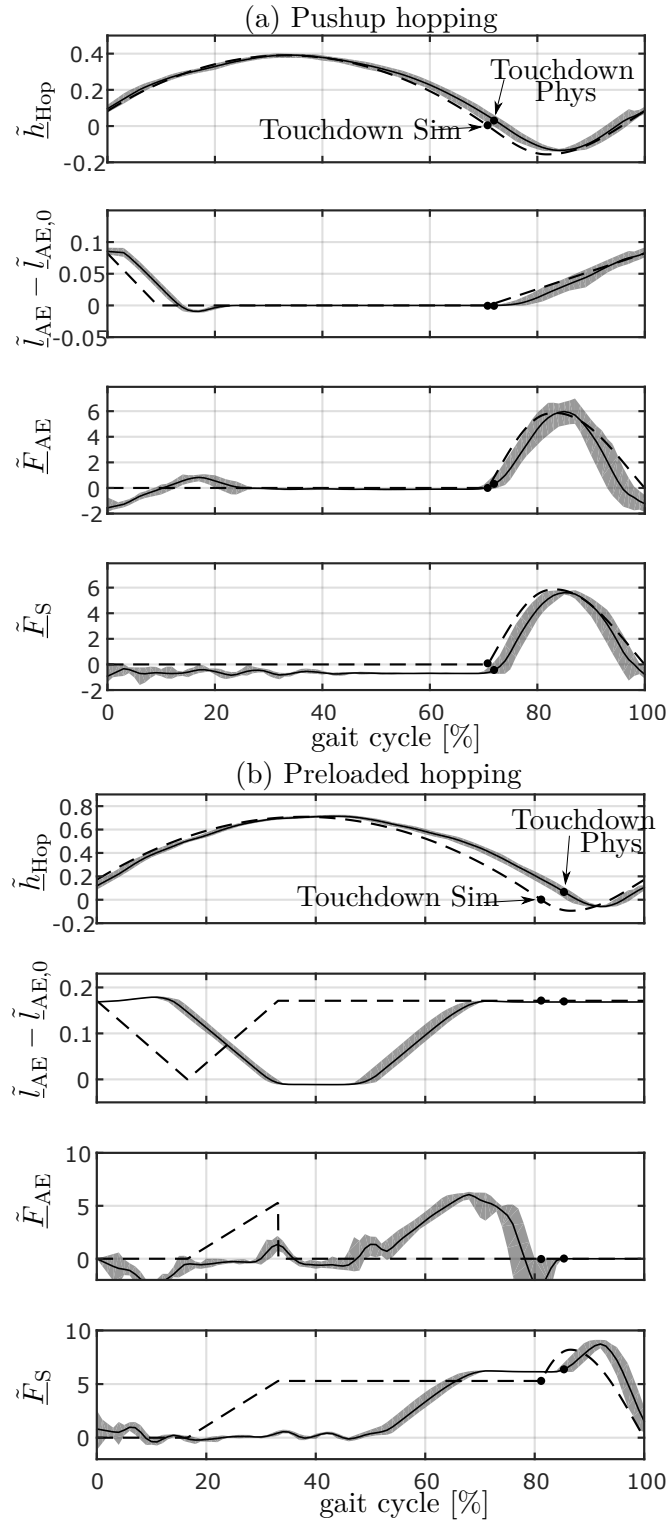 (a) Pushup hopping
0.4
0.2
0
-0.2
h̃_Hop
Touchdown
Phys
Touchdown Sim
0.1
0.05
0
-0.05
l̃_AE − l̃_AE,0
6
4
2
0
-2
F̃_AE
6
4
2
0
-2
F̃_S
0 20 40 60 80 100
gait cycle [%]
(b) Preloaded hopping
0.8
0.6
0.4
0.2
0
-0.2
h̃_Hop
Touchdown
Phys
Touchdown Sim
0.2
0.1
0
l̃_AE − l̃_AE,0
10
5
0
F̃_AE
10
5
0
F̃_S
0 20 40 60 80 100
gait cycle [%]